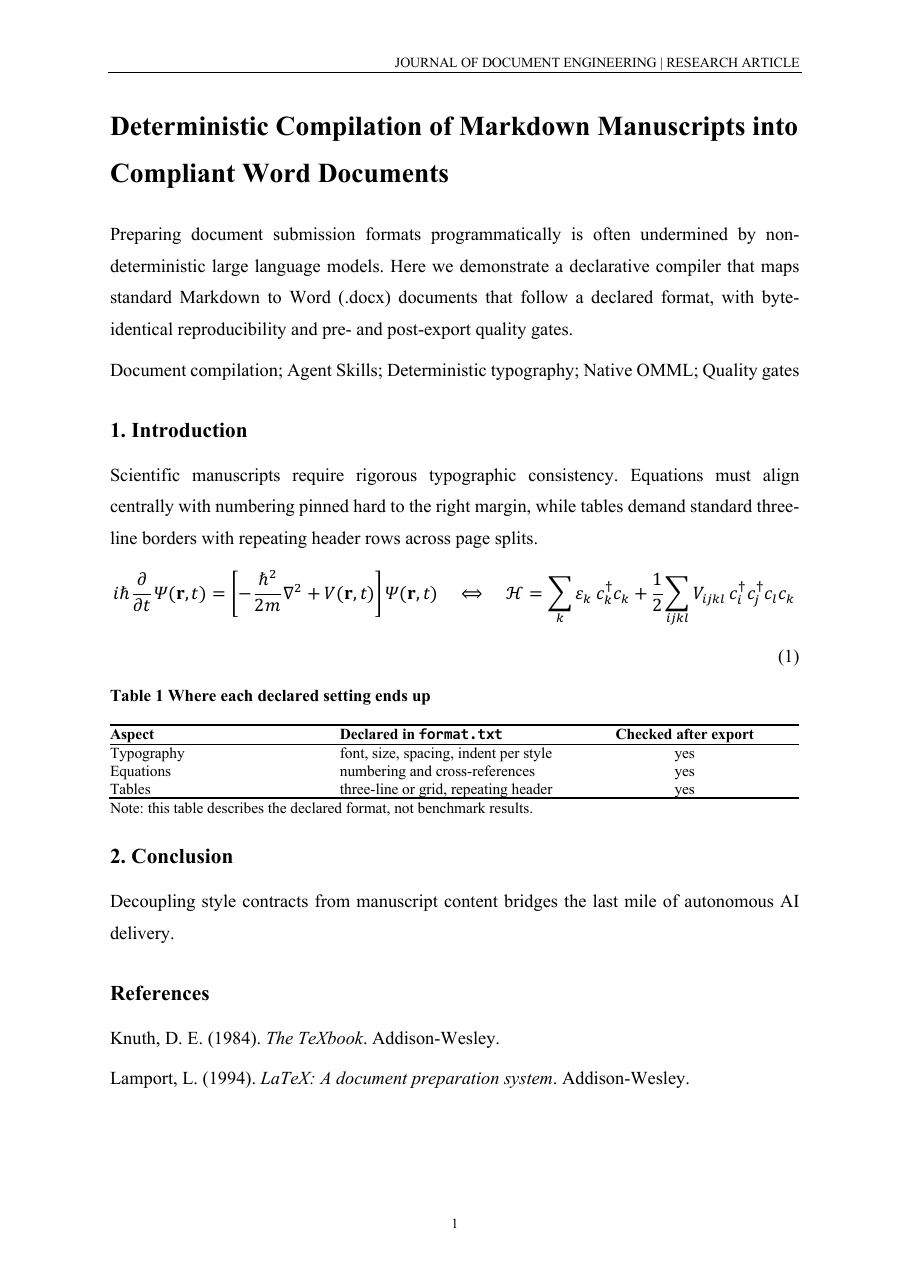 JOURNAL OF DOCUMENT ENGINEERING | RESEARCH ARTICLE
Deterministic Compilation of Markdown Manuscripts into
Compliant Word Documents
Preparing document submission formats programmatically is often undermined by non-
deterministic large language models. Here we demonstrate a declarative compiler that maps
standard Markdown to Word (.docx) documents that follow a declared format, with byte-
identical reproducibility and pre- and post-export quality gates.
Document compilation; Agent Skills; Deterministic typography; Native OMML; Quality gates
1. Introduction
Scientific manuscripts require rigorous typographic consistency. Equations must align
centrally with numbering pinned hard to the right margin, while tables demand standard three-
line borders with repeating header rows across page splits.
iℏ ∂/∂t Ψ(r, t) = [−ℏ²/2m ∇² + V(r, t)] Ψ(r, t) ⟺ ℋ = ∑_k ε_k c_k^† c_k + 1/2 ∑_{ijkl} V_{ijkl} c_i^† c_j^† c_l c_k
(1)
Table 1 Where each declared setting ends up
Aspect Declared in format.txt Checked after export
Typography font, size, spacing, indent per style yes
Equations numbering and cross-references yes
Tables three-line or grid, repeating header yes
Note: this table describes the declared format, not benchmark results.
2. Conclusion
Decoupling style contracts from manuscript content bridges the last mile of autonomous AI
delivery.
References
Knuth, D. E. (1984). The TeXbook. Addison-Wesley.
Lamport, L. (1994). LaTeX: A document preparation system. Addison-Wesley.
1